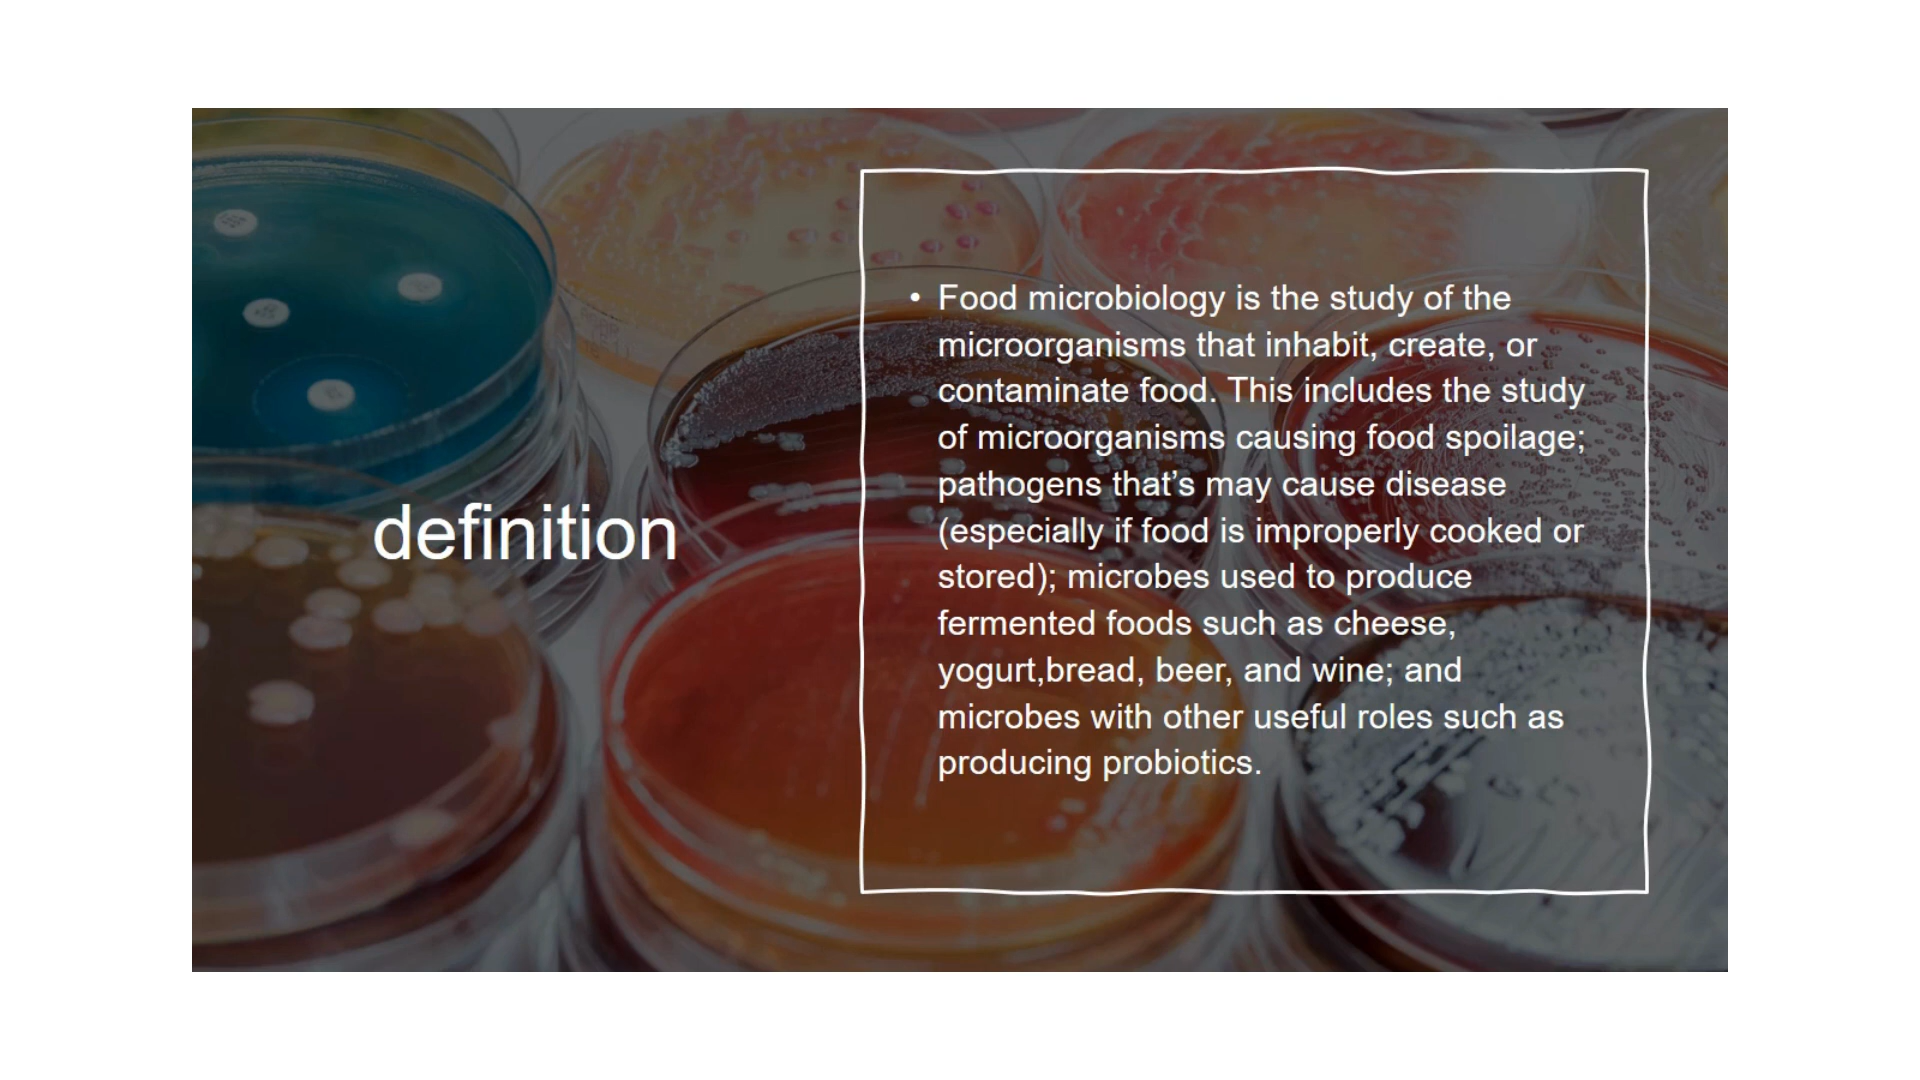 definition
• Food microbiology is the study of the
microorganisms that inhabit, create, or
contaminate food. This includes the study
of microorganisms causing food spoilage;
pathogens that’s may cause disease
(especially if food is improperly cooked or
stored); microbes used to produce
fermented foods such as cheese,
yogurt,bread, beer, and wine; and
microbes with other useful roles such as
producing probiotics.